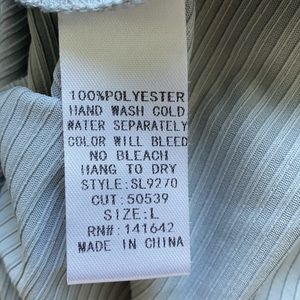 100%POLYESTER
HAND WASH COLD
WATER SEPARATELY
COLOR WILL BLEED
NO BLEACH
HANG TO DRY
STYLE:SL9270
CUT:50539
SIZE:L
RN#:141642
MADE IN CHINA